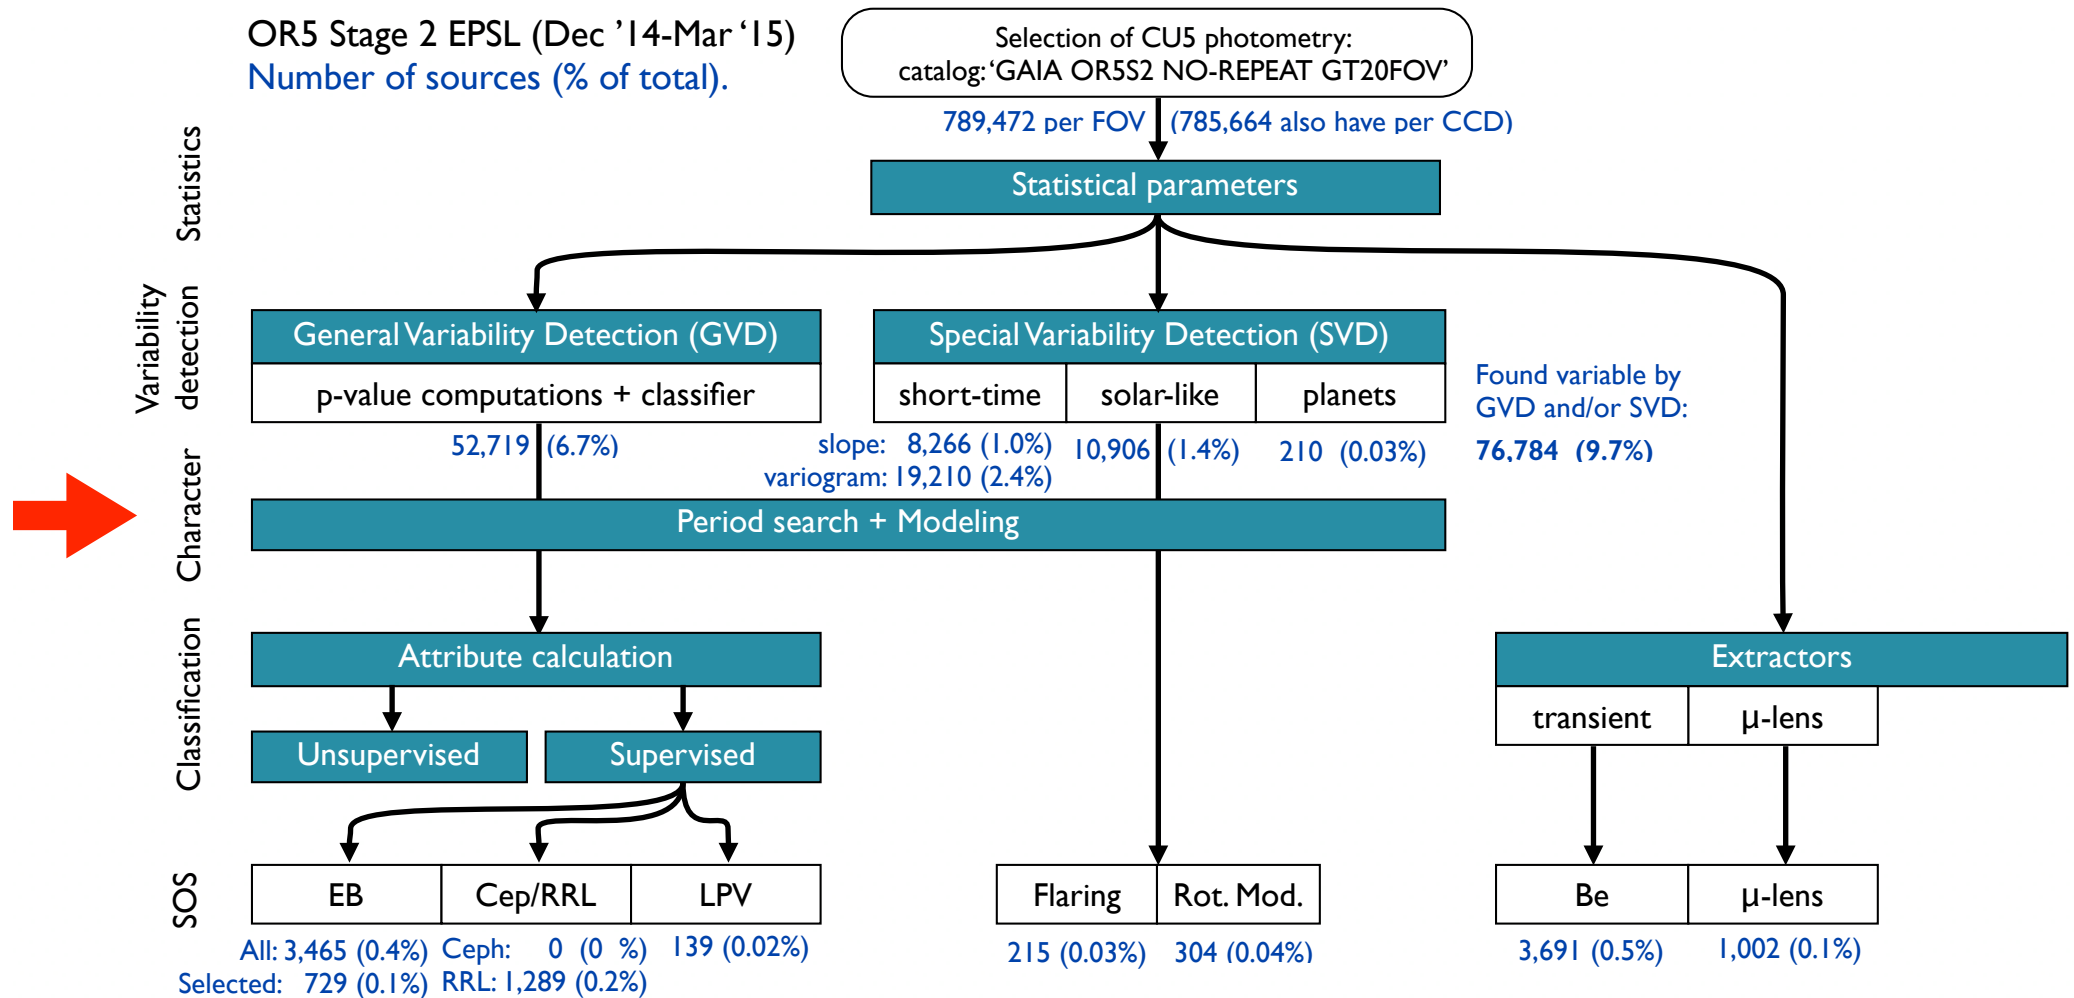 OR5 Stage 2 EPSL (Dec ’14-Mar ‘15)
Number of sources (% of total).
Selection of CU5 photometry:
catalog: ‘GAIA OR5S2 NO-REPEAT GT20FOV’
789,472 per FOV (785,664 also have per CCD)
Statistics
Statistical parameters
Variability
detection
General Variability Detection (GVD)
p-value computations + classifier
52,719 (6.7%)
Special Variability Detection (SVD)
short-time solar-like planets
slope: 8,266 (1.0%) 10,906 (1.4%) 210 (0.03%)
variogram: 19,210 (2.4%)
Found variable by
GVD and/or SVD:
76,784 (9.7%)
Character
Period search + Modeling
Classification
Attribute calculation
Unsupervised Supervised
Extractors
transient µ-lens
SOS
EB Cep/RRL LPV
All: 3,465 (0.4%) Ceph: 0 (0 %) 139 (0.02%)
Selected: 729 (0.1%) RRL: 1,289 (0.2%)
Flaring Rot. Mod.
215 (0.03%) 304 (0.04%)
Be µ-lens
3,691 (0.5%) 1,002 (0.1%)